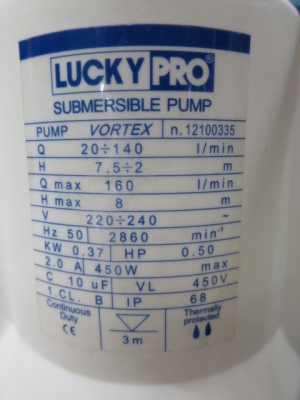 LUCKY PRO®
SUBMERSIBLE PUMP
PUMP VORTEX n.12100335
Q 20÷140 l/min
H 7.5÷2 m
Q max 160 l/min
H max 8 m
V 220÷240 ~
Hz 50 2860 min⁻¹
KW 0.37 HP 0.50
2.0 A 450W max
C 10 uF VL 450V
1.CL. B IP 68
Continuous Duty
CE
3 m
Thermally protected